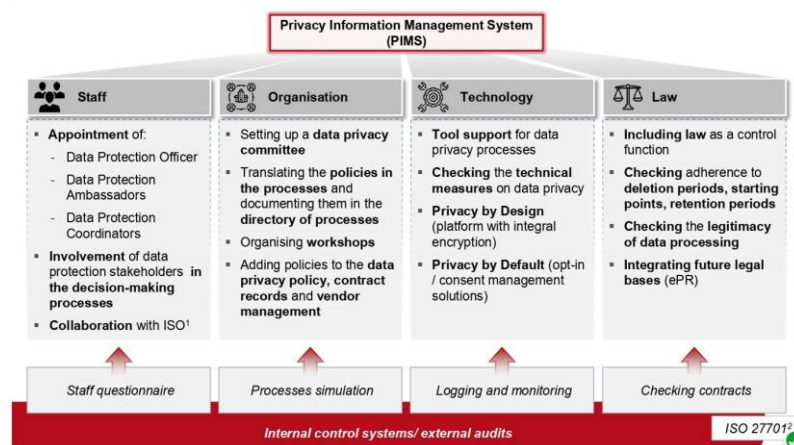 Privacy Information Management System
(PIMS)
Staff
Appointment of:
- Data Protection Officer
- Data Protection
Ambassadors
- Data Protection
Coordinators
Involvement of data
protection stakeholders in
the decision-making
processes
Collaboration with ISO¹
Organisation
Setting up a data privacy
committee
Translating the policies in
the processes and
documenting them in the
directory of processes
Organising workshops
Adding policies to the data
privacy policy, contract
records and vendor
management
Technology
Tool support for data
privacy processes
Checking the technical
measures on data privacy
Privacy by Design
(platform with integral
encryption)
Privacy by Default (opt-in /
consent management
solutions)
Law
Including law as a control
function
Checking adherence to
deletion periods, starting
points, retention periods
Checking the legitimacy
of data processing
Integrating future legal
bases (ePR)
Staff questionnaire
Processes simulation
Logging and monitoring
Checking contracts
Internal control systems/ external audits
ISO 27701²